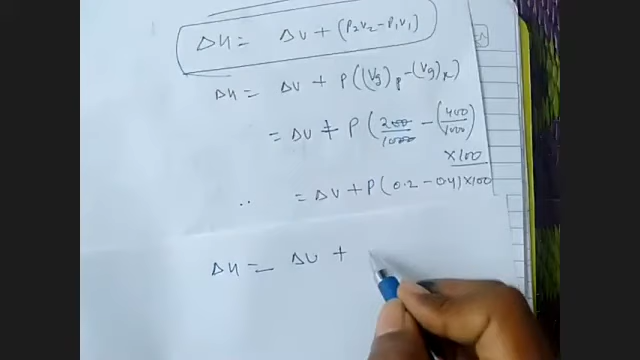 ΔH = ΔU + (P₂V₂ - P₁V₁)
ΔH = ΔU + P((Vg)p - (Vg)R)
= ΔU + P(200/1000 - (400/1000)
×100
∴ = ΔU + P(0.2 - 0.4)×100
ΔH = ΔU +